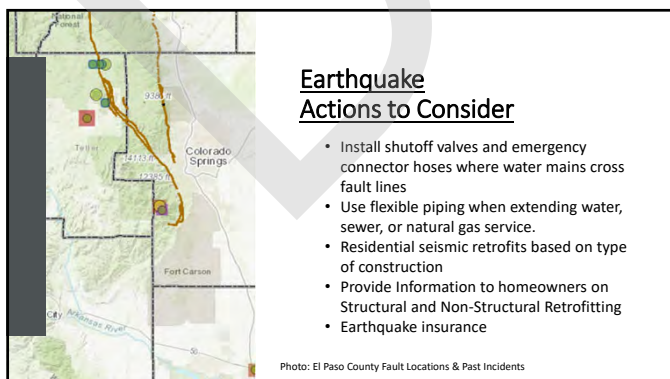 National
Forest
9386 ft
Teller
Colorado
Springs
14113 ft
12385 ft
Fort Carson
City
Arkansas River
50
Earthquake
Actions to Consider
• Install shutoff valves and emergency
connector hoses where water mains cross
fault lines
• Use flexible piping when extending water,
sewer, or natural gas service.
• Residential seismic retrofits based on type
of construction
• Provide Information to homeowners on
Structural and Non-Structural Retrofitting
• Earthquake insurance
Photo: El Paso County Fault Locations & Past Incidents